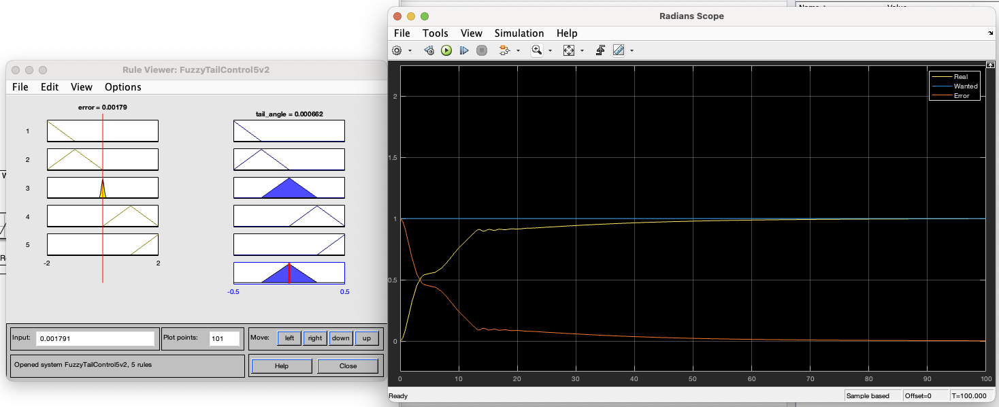 Rule Viewer: FuzzyTailControl5v2
File Edit View Options
error = 0.00179
tail_angle = 0.000662
1
2
3
4
5
-2 2
-0.5 0.5
Input: 0.001791
Plot points: 101
Move: left right down up
Opened system FuzzyTailControl5v2, 5 rules
Help Close
Radians Scope
File Tools View Simulation Help
Real
Wanted
Error
2
1.5
1
0.5
0
0 10 20 30 40 50 60 70 80 90 100
Ready
Sample based Offset=0 T=100.000